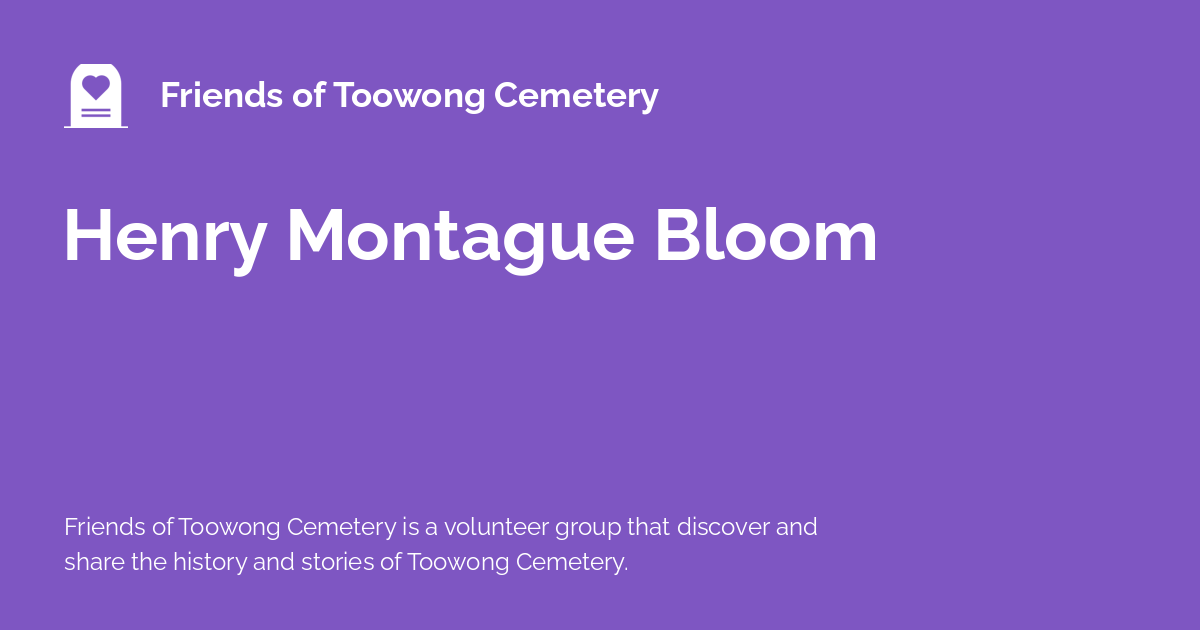 Friends of Toowong Cemetery
Henry Montague Bloom
Friends of Toowong Cemetery is a volunteer group that discover and
share the history and stories of Toowong Cemetery.